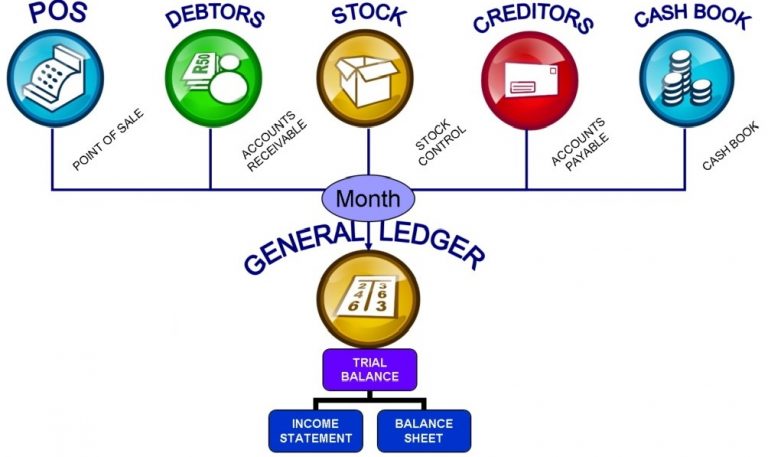 POS
DEBTORS
STOCK
CREDITORS
CASH BOOK
R50
POINT OF SALE
ACCOUNTS
RECEIVABLE
STOCK
CONTROL
ACCOUNTS
PAYABLE
CASH BOOK
Month
GENERAL LEDGER
2 3
4 6
6 3
TRIAL
BALANCE
INCOME
STATEMENT
BALANCE
SHEET